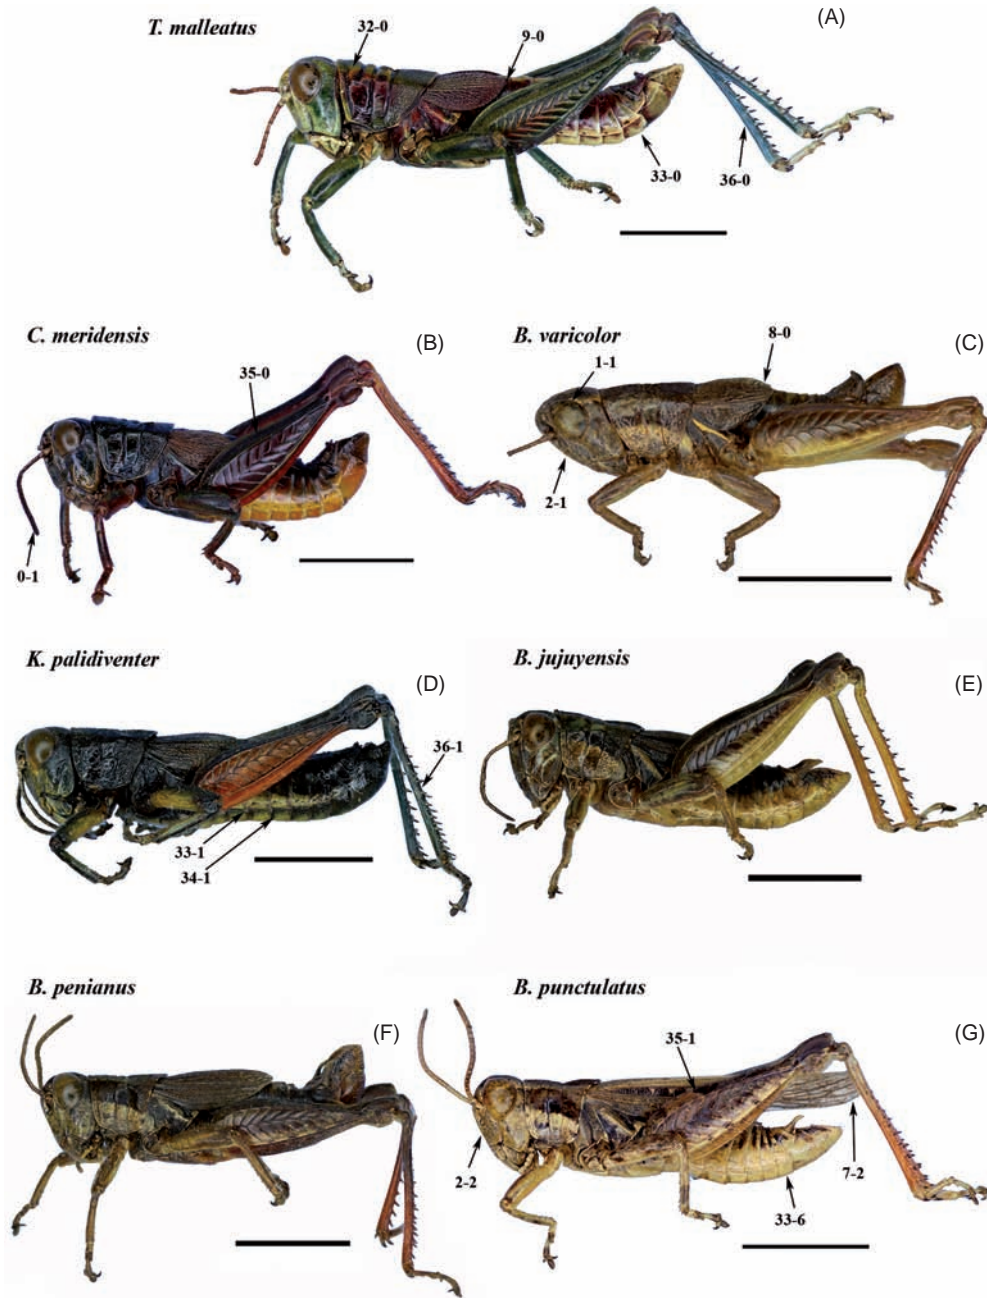 T. malleatus
(A)
32-0
9-0
33-0
36-0
C. meridensis
(B)
35-0
0-1
B. varicolor
(C)
8-0
1-1
2-1
K. palidiventer
(D)
36-1
33-1
34-1
B. jujuyensis
(E)
B. penianus
(F)
B. punctulatus
(G)
35-1
2-2
7-2
33-6